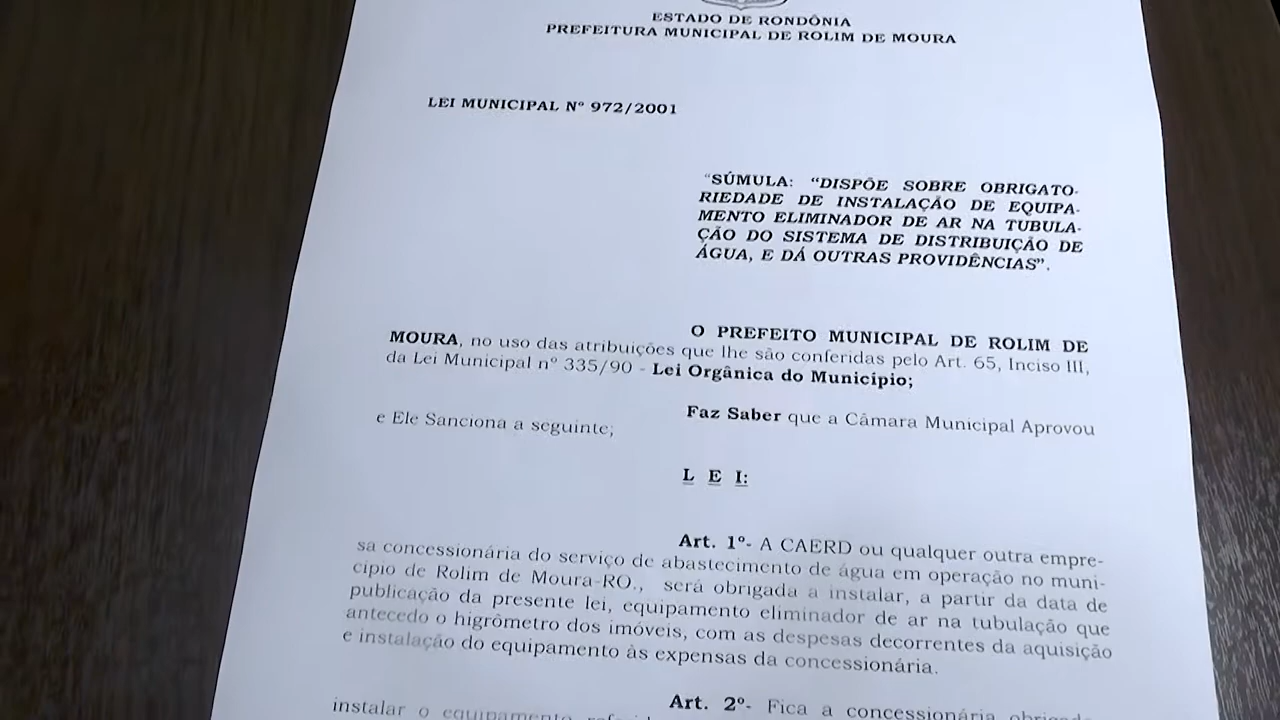 ESTADO DE RONDÔNIA
PREFEITURA MUNICIPAL DE ROLIM DE MOURA
LEI MUNICIPAL Nº 972/2001
"SÚMULA: "DISPÕE SOBRE OBRIGATO-
RIEDADE DE INSTALAÇÃO DE EQUIPA-
MENTO ELIMINADOR DE AR NA TUBULA-
ÇÃO DO SISTEMA DE DISTRIBUIÇÃO DE
ÁGUA, E DÁ OUTRAS PROVIDÊNCIAS".
O PREFEITO MUNICIPAL DE ROLIM DE
MOURA, no uso das atribuições que lhe são conferidas pelo Art. 65, Inciso III,
da Lei Municipal nº 335/90 - Lei Orgânica do Município;
Faz Saber que a Câmara Municipal Aprovou
e Ele Sanciona a seguinte;
L E I:
Art. 1º- A CAERD ou qualquer outra empre-
sa concessionária do serviço de abastecimento de água em operação no muni-
cípio de Rolim de Moura-RO., será obrigada a instalar, a partir da data de
publicação da presente lei, equipamento eliminador de ar na tubulação que
antecedo o higrômetro dos imóveis, com as despesas decorrentes da aquisição
e instalação do equipamento às expensas da concessionária.
Art. 2º- Fica a concessionária
instalar o equipamento